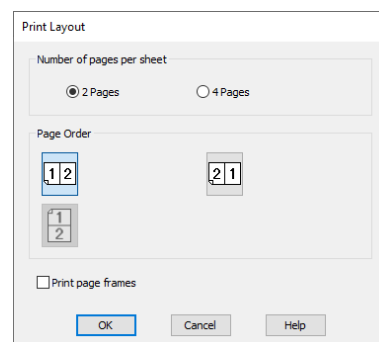 Print Layout
Number of pages per sheet
2 Pages 4 Pages
Page Order
1 2 2 1
1
2
Print page frames
OK Cancel Help